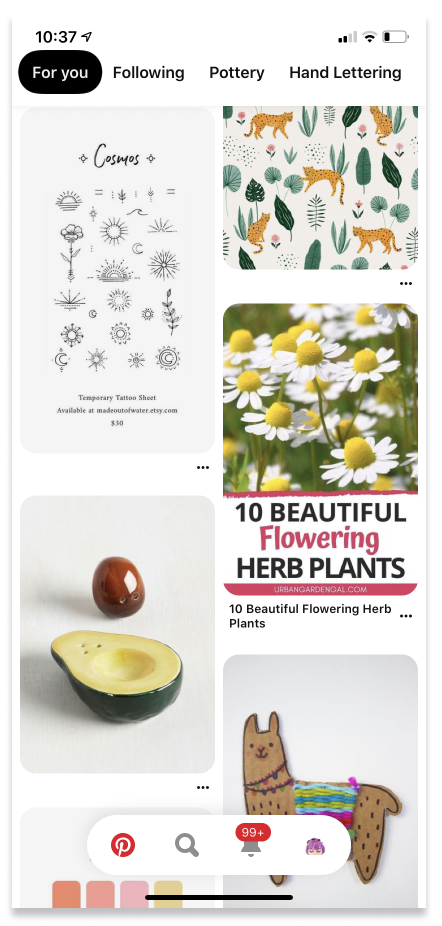 10:37
For you
Following
Pottery
Hand Lettering
Cosmos
Temporary Tattoo Sheet
Available at madeoutofwater.etsy.com
$30
10 BEAUTIFUL
Flowering
HERB PLANTS
URBANGARDENGAL.COM
10 Beautiful Flowering Herb
Plants
99+